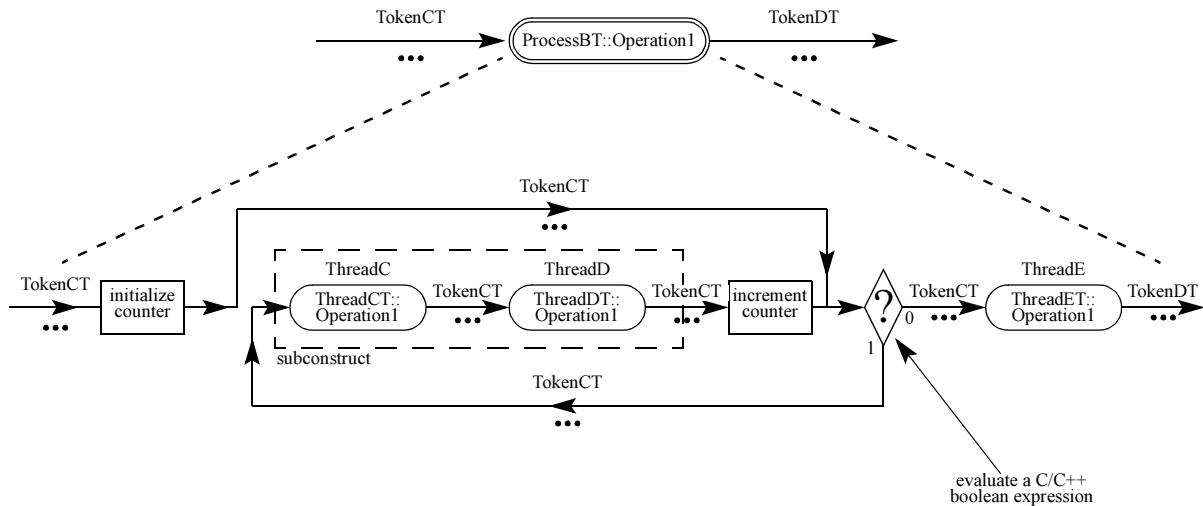 TokenCT
ProcessBT::Operation1
TokenDT
TokenCT
TokenCT
initialize
counter
ThreadC
ThreadCT::
Operation1
TokenCT
ThreadD
ThreadDT::
Operation1
TokenCT
increment
counter
subconstruct
?
0
1
TokenCT
ThreadE
ThreadET::
Operation1
TokenDT
TokenCT
evaluate a C/C++
boolean expression